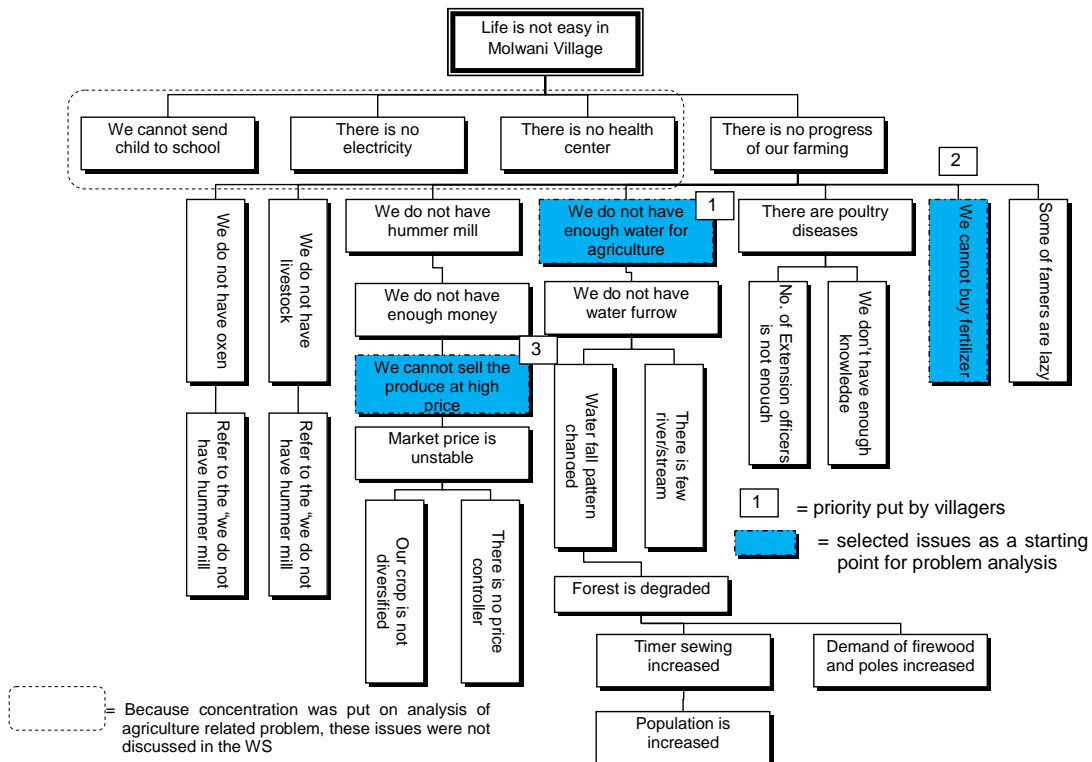 Life is not easy in
Molwani Village
We cannot send
child to school
There is no
electricity
There is no health
center
There is no progress
of our farming
2
We do not have oxen
We do not have
livestock
We do not have
hummer mill
1
We do not have
enough water for
agriculture
There are poultry
diseases
We cannot buy fertilizer
Some of famers are lazy
We do not have
enough money
We do not have
water furrow
No. of Extension officers
is not enough
We don't have enough
knowledge
3
We cannot sell the
produce at high
price
Water fall pattern
changed
There is few
river/stream
Refer to the "we do not
have hummer mill
Refer to the "we do not
have hummer mill
Market price is
unstable
Our crop is not
diversified
There is no price
controller
1
= priority put by villagers
= selected issues as a starting
point for problem analysis
Forest is degraded
Timer sewing
increased
Demand of firewood
and poles increased
Population is
increased
= Because concentration was put on analysis of
agriculture related problem, these issues were not
discussed in the WS